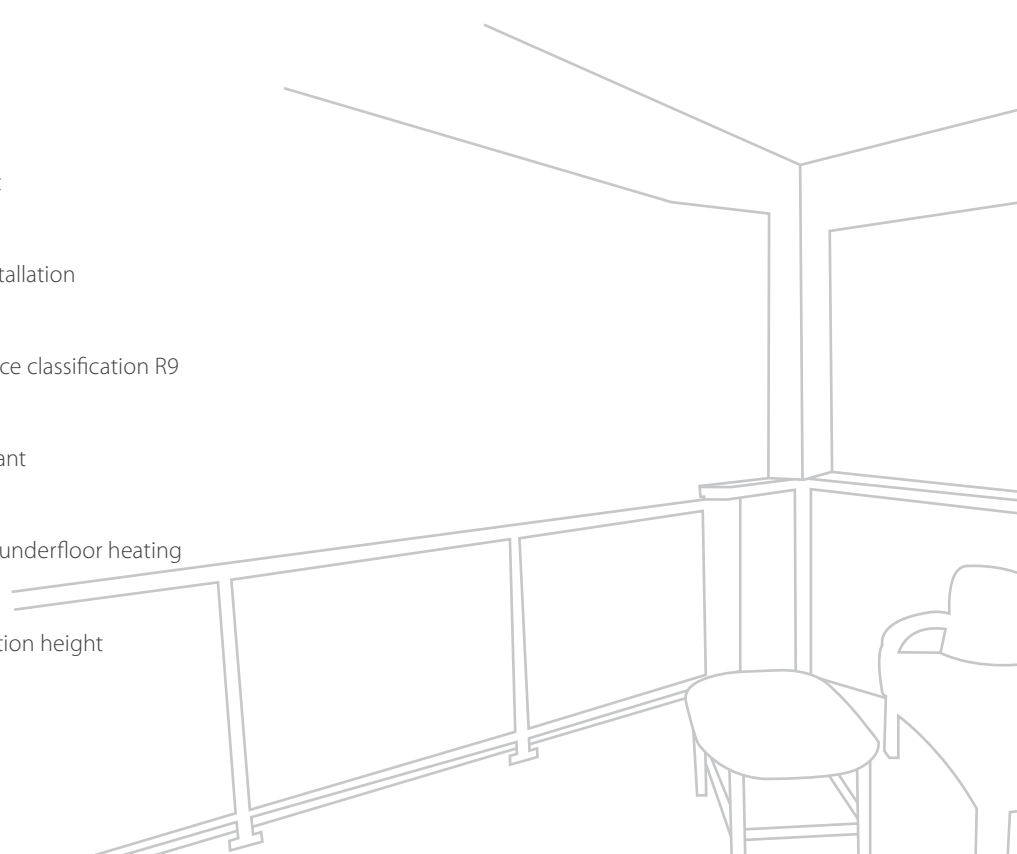 tallation
ce classification R9
ant
underfloor heating
tion height